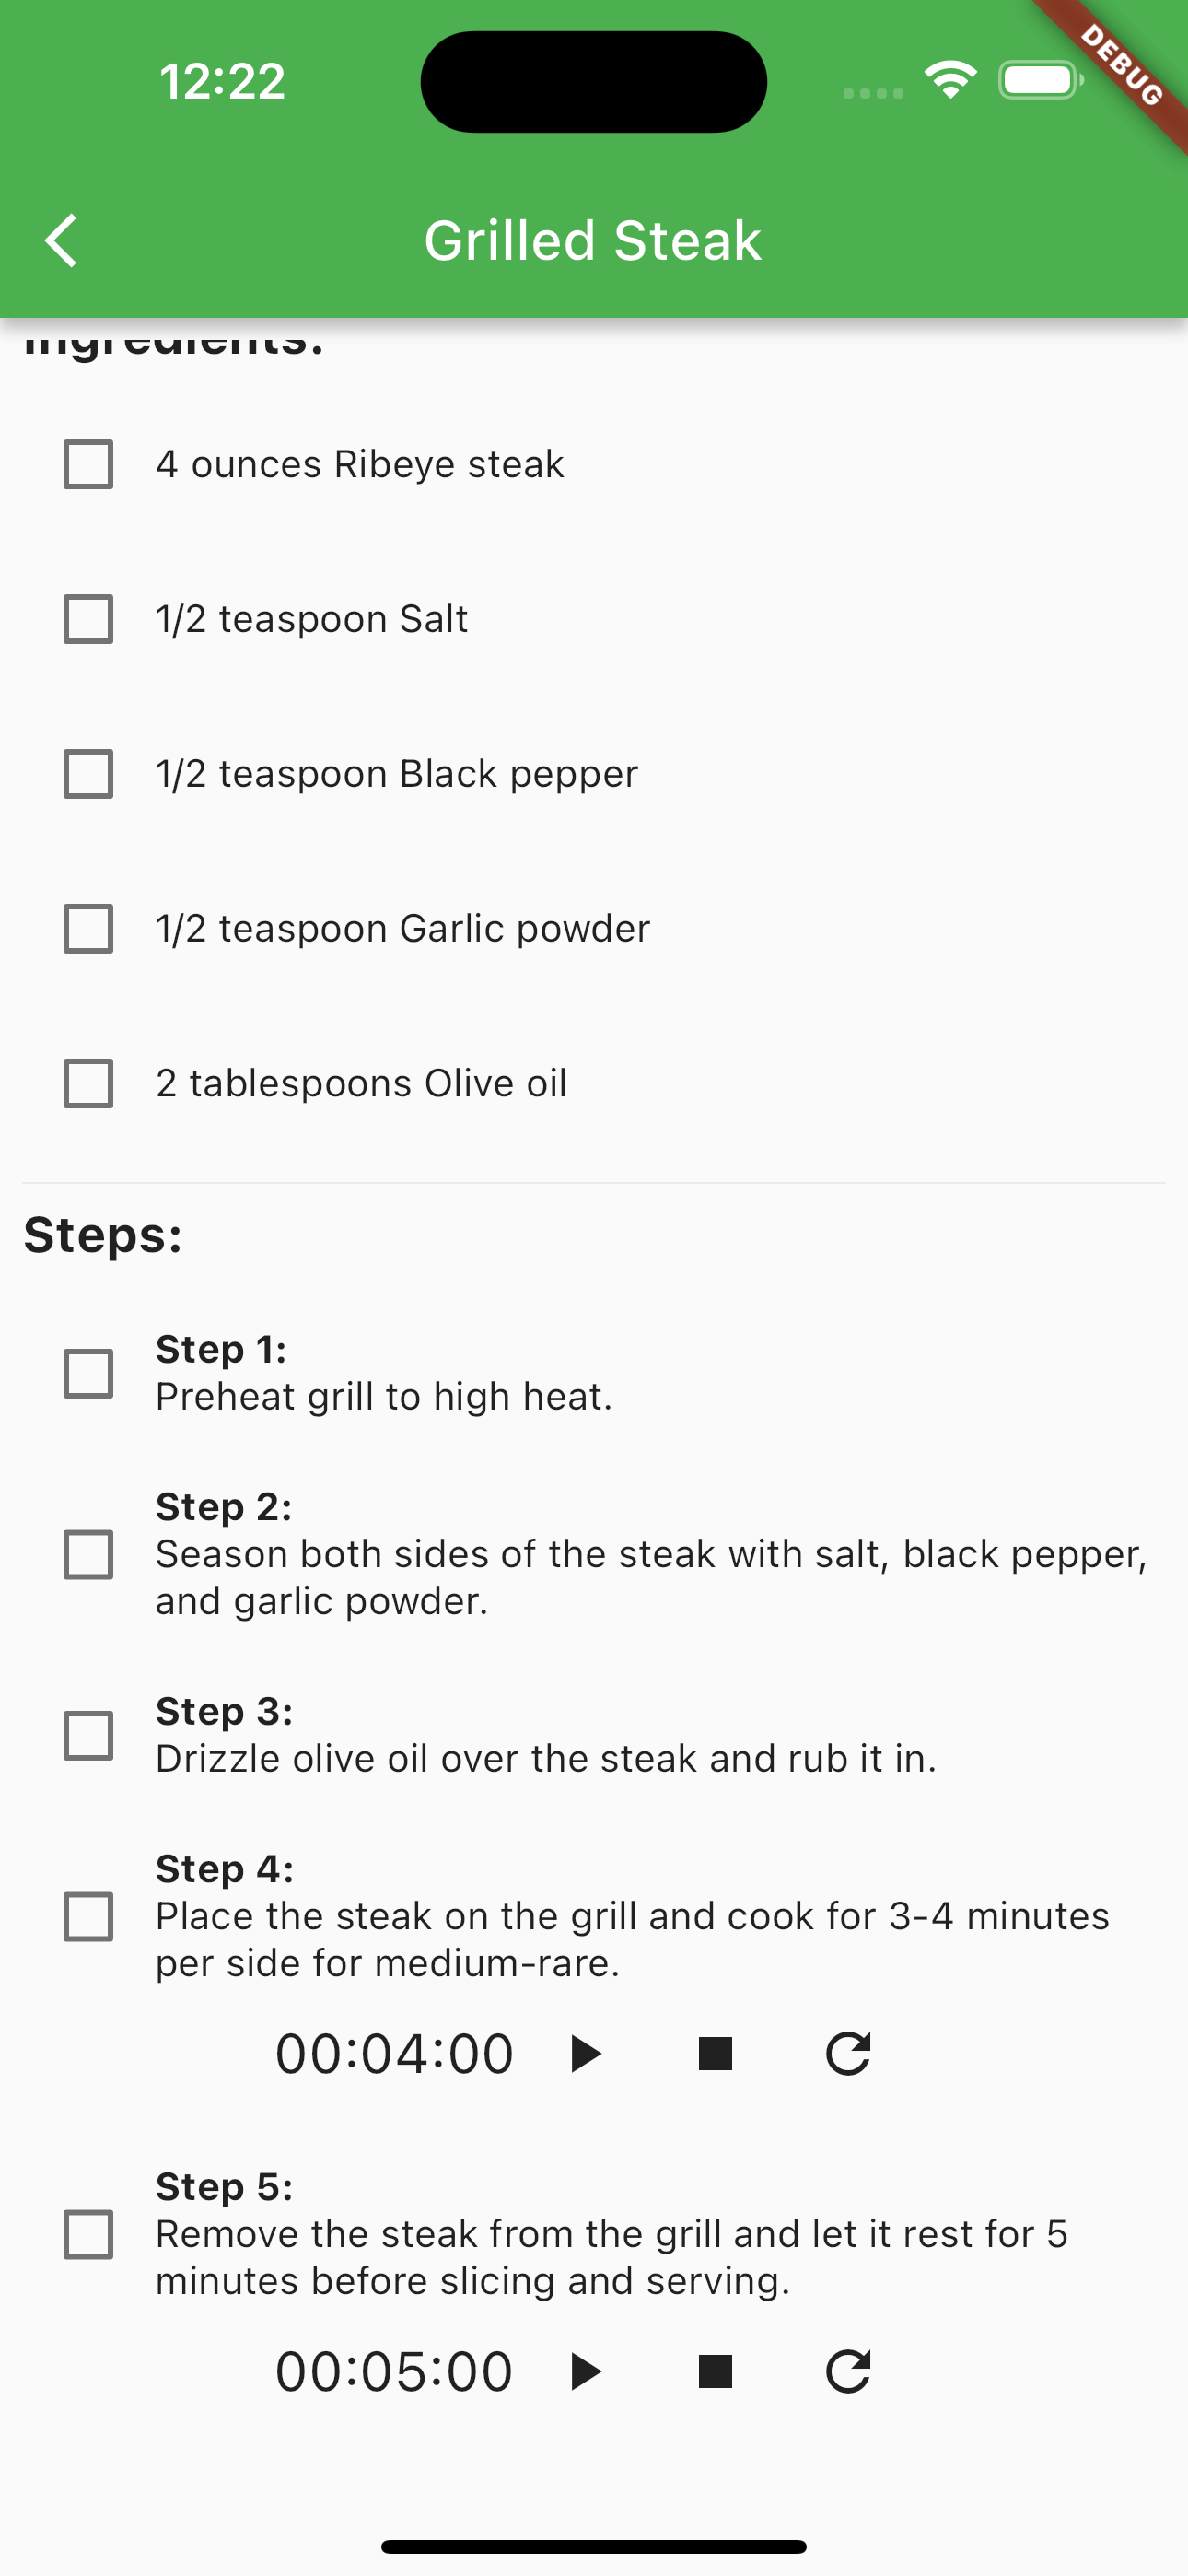 12:22
DEBUG
Grilled Steak
Ingredients:
4 ounces Ribeye steak
1/2 teaspoon Salt
1/2 teaspoon Black pepper
1/2 teaspoon Garlic powder
2 tablespoons Olive oil
Steps:
Step 1:
Preheat grill to high heat.
Step 2:
Season both sides of the steak with salt, black pepper,
and garlic powder.
Step 3:
Drizzle olive oil over the steak and rub it in.
Step 4:
Place the steak on the grill and cook for 3-4 minutes
per side for medium-rare.
00:04:00
Step 5:
Remove the steak from the grill and let it rest for 5
minutes before slicing and serving.
00:05:00